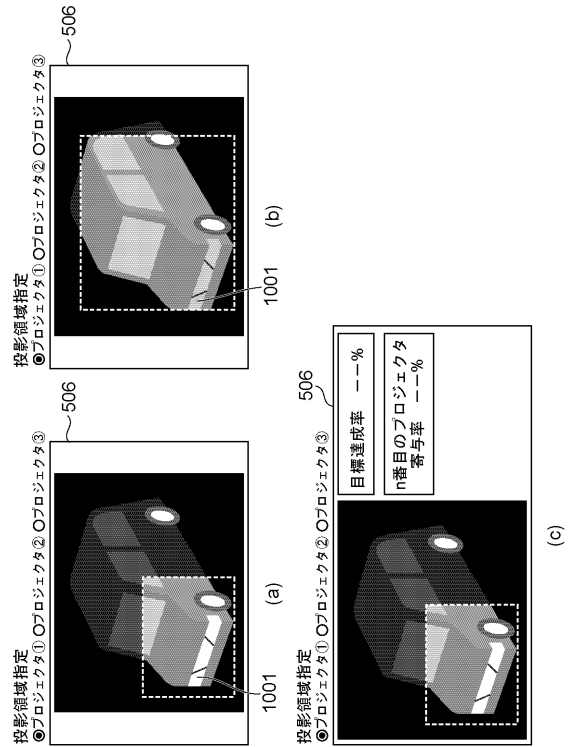 投影領域指定
◉プロジェクタ① ○プロジェクタ② ○プロジェクタ③
506
1001
(a)
投影領域指定
◉プロジェクタ① ○プロジェクタ② ○プロジェクタ③
506
1001
(b)
投影領域指定
◉プロジェクタ① ○プロジェクタ② ○プロジェクタ③
506
目標達成率 ーー%
n番目のプロジェクタ
寄与率 ーー%
(c)